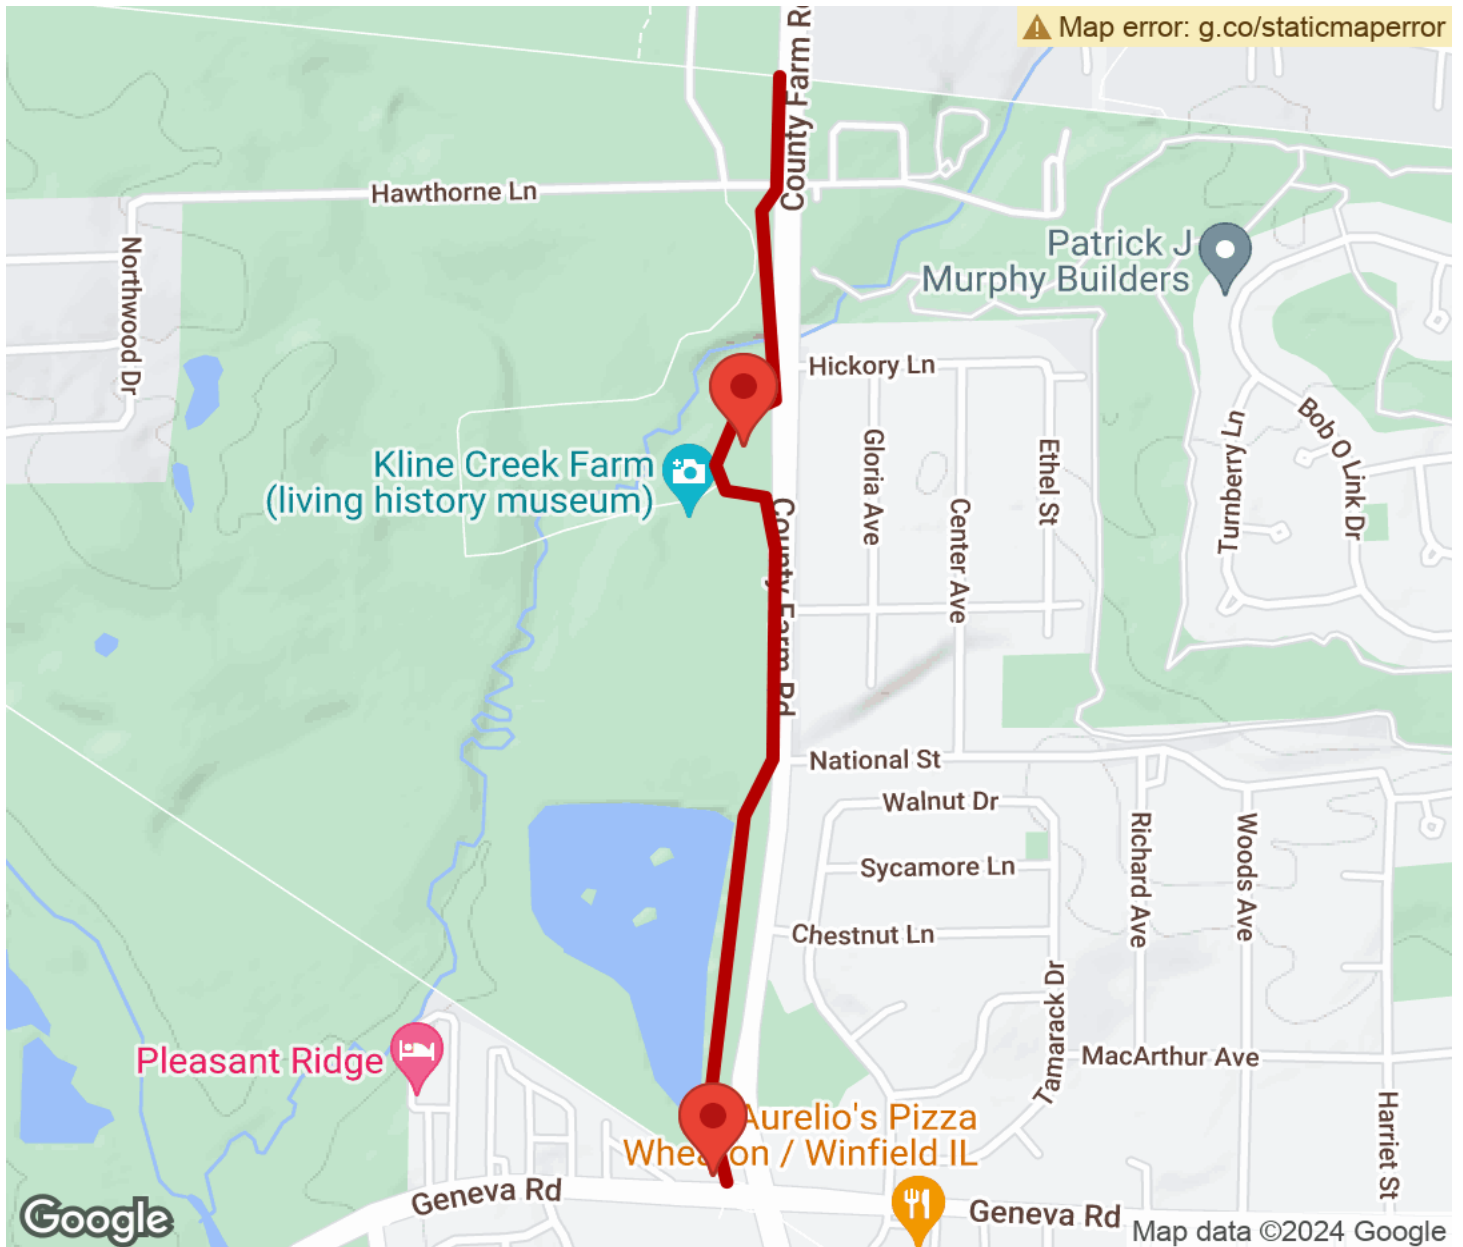 Map error: g.co/staticmaperror
County Farm R
Hawthorne Ln
Patrick J
Murphy Builders
Northwood Dr
Hickory Ln
Turnberry Ln
Bob O Link Dr
Gloria Ave
Ethel St
Kline Creek Farm
(living history museum)
Center Ave
County Farm Rd
National St
Walnut Dr
Richard Ave
Woods Ave
Sycamore Ln
Chestnut Ln
Tamarack Dr
Pleasant Ridge
MacArthur Ave
Harriet St
Aurelio's Pizza
Wheaton / Winfield IL
Geneva Rd
Geneva Rd
Google
Map data ©2024 Google